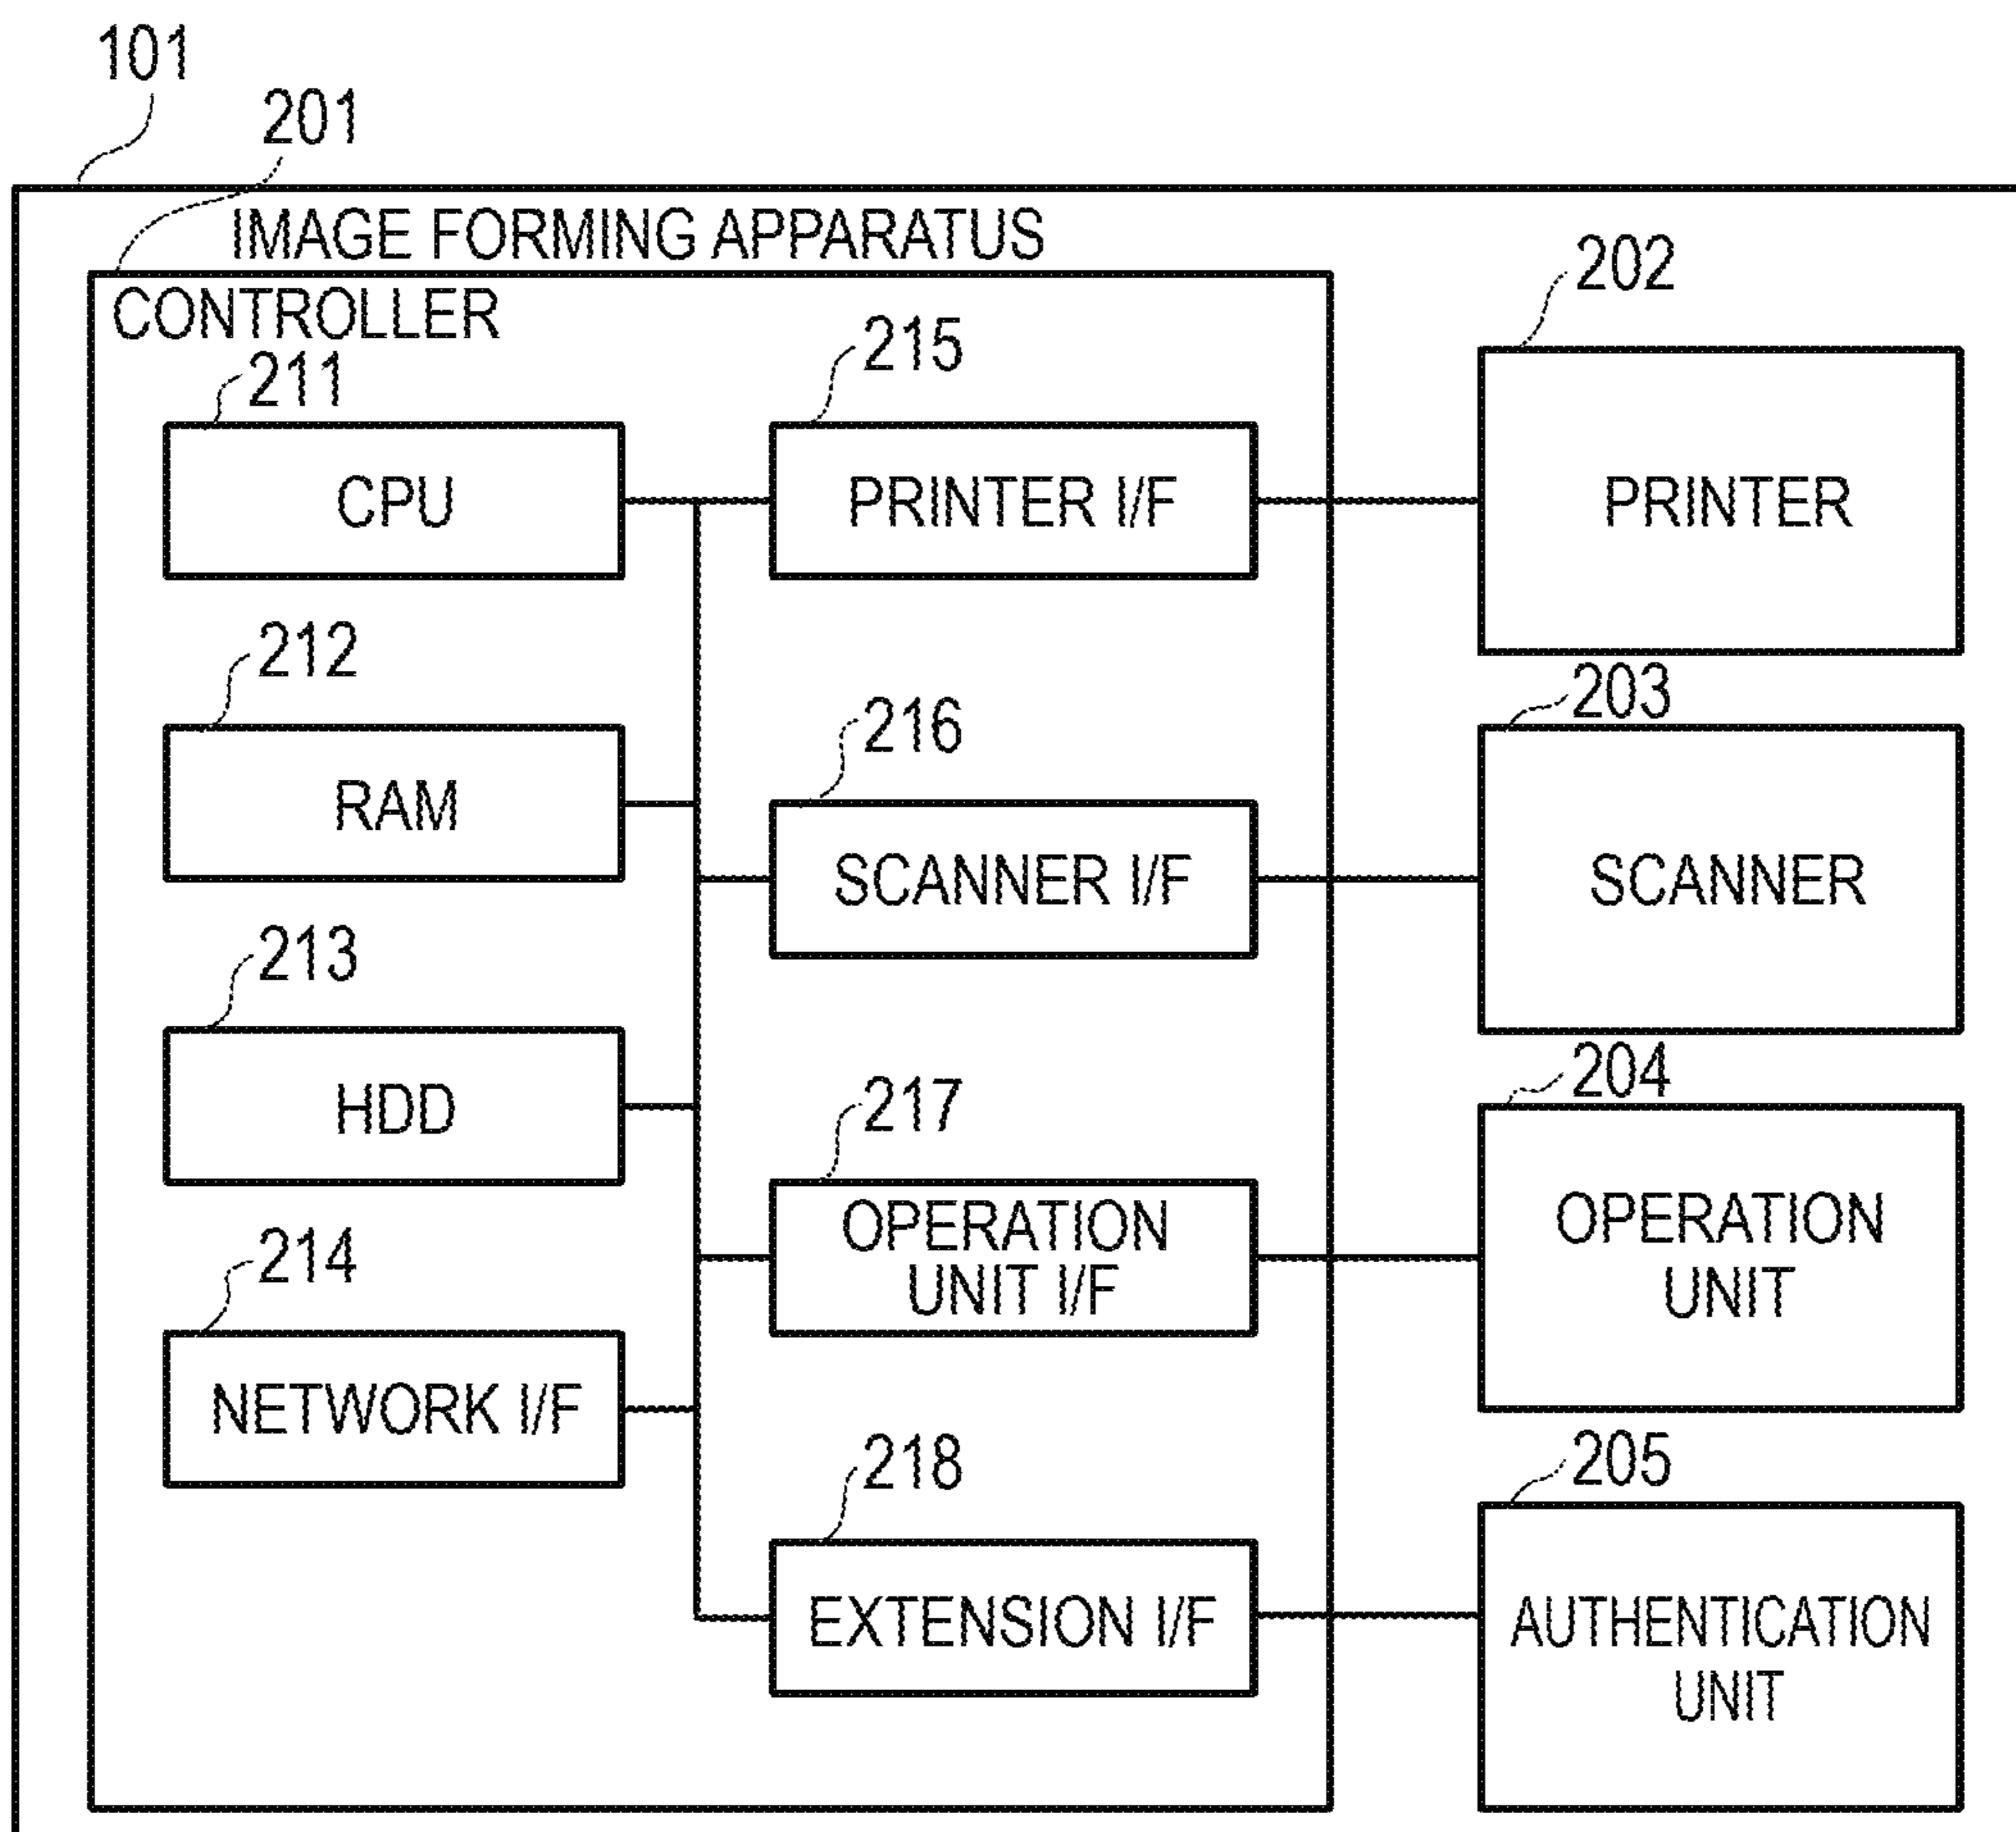 101
201
IMAGE FORMING APPARATUS
CONTROLLER
202
211
215
CPU
PRINTER I/F
PRINTER
212
216
203
RAM
SCANNER I/F
SCANNER
213
217
204
HDD
OPERATION
UNIT I/F
OPERATION
UNIT
214
218
205
NETWORK I/F
EXTENSION I/F
AUTHENTICATION
UNIT